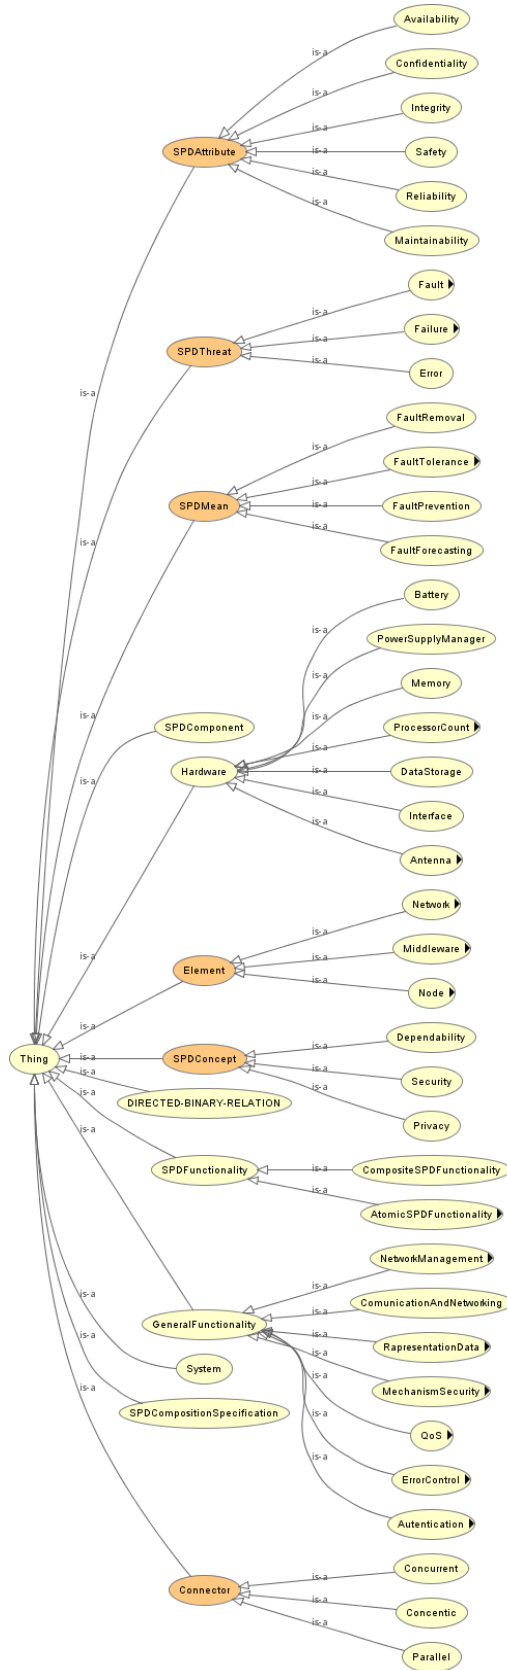 Availability
is-a
Confidentiality
is-a
Integrity
is-a
SPDAttribute
is-a
Safety
is-a
Reliability
is-a
Maintainability
Fault
is-a
Failure
is-a
SPDThreat
is-a
Error
is-a
FaultRemoval
is-a
FaultTolerance
is-a
SPDMean
is-a
FaultPrevention
is-a
FaultForecasting
is-a
Battery
is-a
PowerSupplyManager
is-a
Memory
is-a
is-a
SPDComponent
ProcessorCount
is-a
Hardware
is-a
DataStorage
is-a
is-a
Interface
is-a
Antenna
Network
is-a
is-a
Middleware
is-a
Element
is-a
Node
is-a
Dependability
is-a
Thing
is-a
SPDConcept
is-a
Security
is-a
DIRECTED-BINARY-RELATION
is-a
Privacy
is-a
SPDFunctionality
is-a
CompositeSPDFunctionality
is-a
AtomicSPDFunctionality
NetworkManagement
is-a
ComunicationAndNetworking
is-a
GeneralFunctionality
is-a
RapresentationData
is-a
System
is-a
MechanismSecurity
is-a
SPDCompositionSpecification
is-a
QoS
is-a
ErrorControl
is-a
Autentication
Concurrent
is-a
Connector
is-a
Concentic
is-a
Parallel